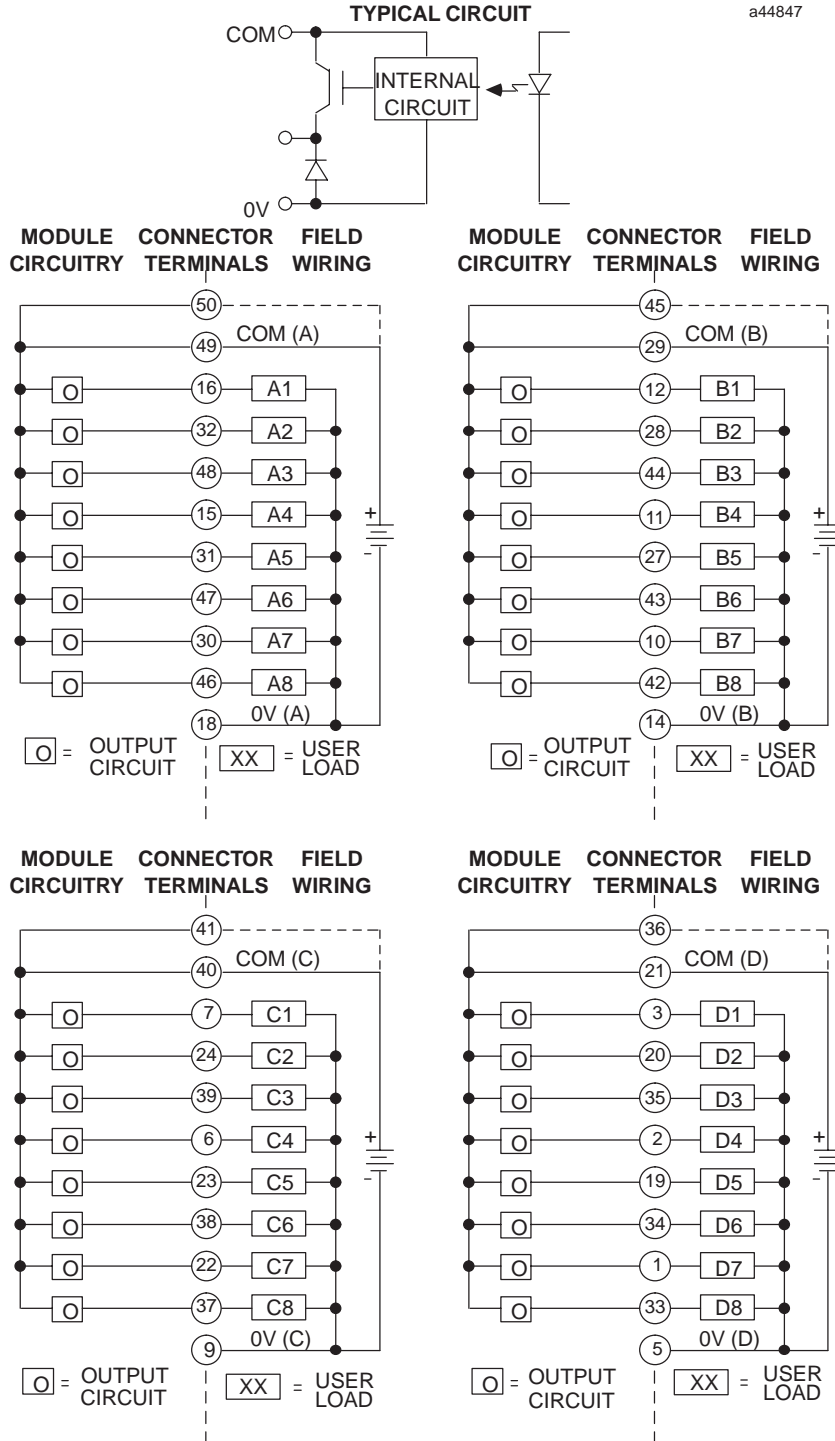 TYPICAL CIRCUIT
a44847
COM
INTERNAL
CIRCUIT
0V
MODULE CIRCUITRY
CONNECTOR TERMINALS
FIELD WIRING
50
49 COM (A)
O 16 A1
O 32 A2
O 48 A3
O 15 A4
+
O 31 A5
-
O 47 A6
O 30 A7
O 46 A8
18 0V (A)
O = OUTPUT CIRCUIT
XX = USER LOAD
MODULE CIRCUITRY
CONNECTOR TERMINALS
FIELD WIRING
45
29 COM (B)
O 12 B1
O 28 B2
O 44 B3
O 11 B4
+
O 27 B5
-
O 43 B6
O 10 B7
O 42 B8
14 0V (B)
O = OUTPUT CIRCUIT
XX = USER LOAD
MODULE CIRCUITRY
CONNECTOR TERMINALS
FIELD WIRING
41
40 COM (C)
O 7 C1
O 24 C2
O 39 C3
O 6 C4
+
O 23 C5
-
O 38 C6
O 22 C7
O 37 C8
9 0V (C)
O = OUTPUT CIRCUIT
XX = USER LOAD
MODULE CIRCUITRY
CONNECTOR TERMINALS
FIELD WIRING
36
21 COM (D)
O 3 D1
O 20 D2
O 35 D3
O 2 D4
+
O 19 D5
-
O 34 D6
O 1 D7
O 33 D8
5 0V (D)
O = OUTPUT CIRCUIT
XX = USER LOAD